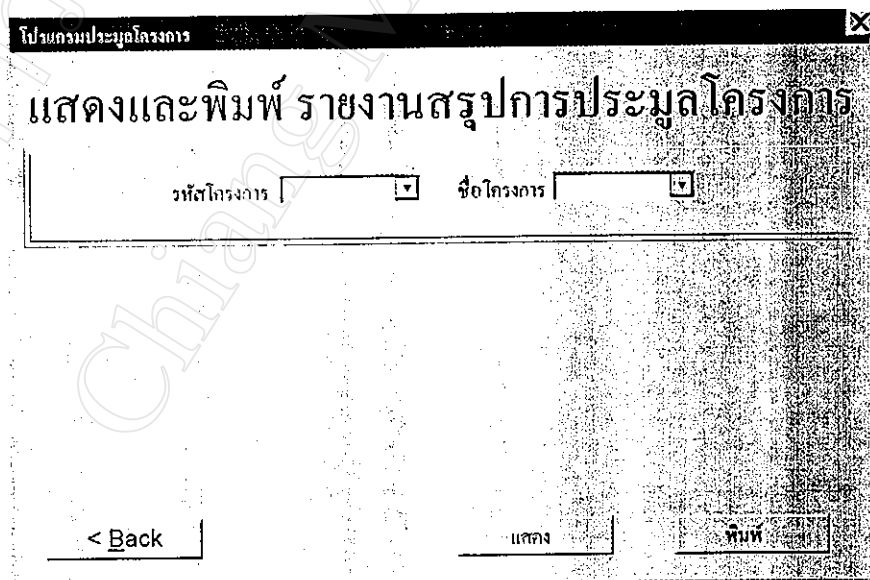 โปรแกรมประมูลโครงการ
แสดงและพิมพ์ รายงานสรุปการประมูลโครงการ
รหัสโครงการ ชื่อโครงการ
< Back แสดง พิมพ์
Chiang M